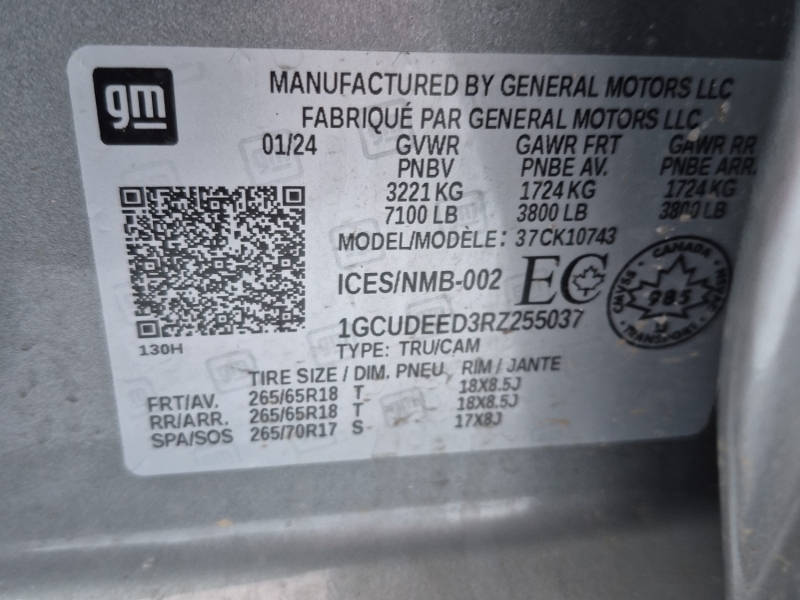 gm
MANUFACTURED BY GENERAL MOTORS LLC
FABRIQUÉ PAR GENERAL MOTORS LLC
01/24 GVWR GAWR FRT GAWR RR
PNBV PNBE AV. PNBE ARR.
3221 KG 1724 KG 1724 KG
7100 LB 3800 LB 3800 LB
MODEL/MODÈLE: 37CK10743
ICES/NMB-002 EC
CANADA
985
TRANSPORT
1GCUDEED3RZ255037
130H
TYPE: TRU/CAM
TIRE SIZE / DIM. PNEU RIM / JANTE
FRT/AV. 265/65R18 T 18X8.5J
RR/ARR. 265/65R18 T 18X8.5J
SPA/SOS 265/70R17 S 17X8J